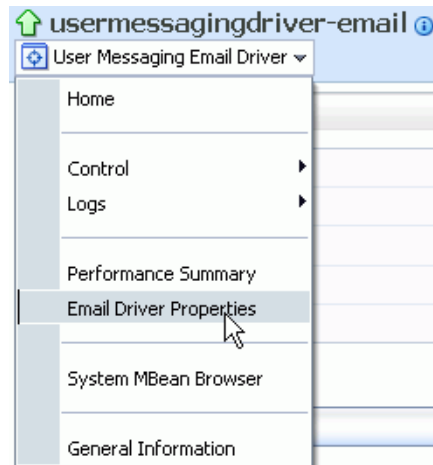 usermessagingdriver-email
User Messaging Email Driver
Home
Control
Logs
Performance Summary
Email Driver Properties
System MBean Browser
General Information